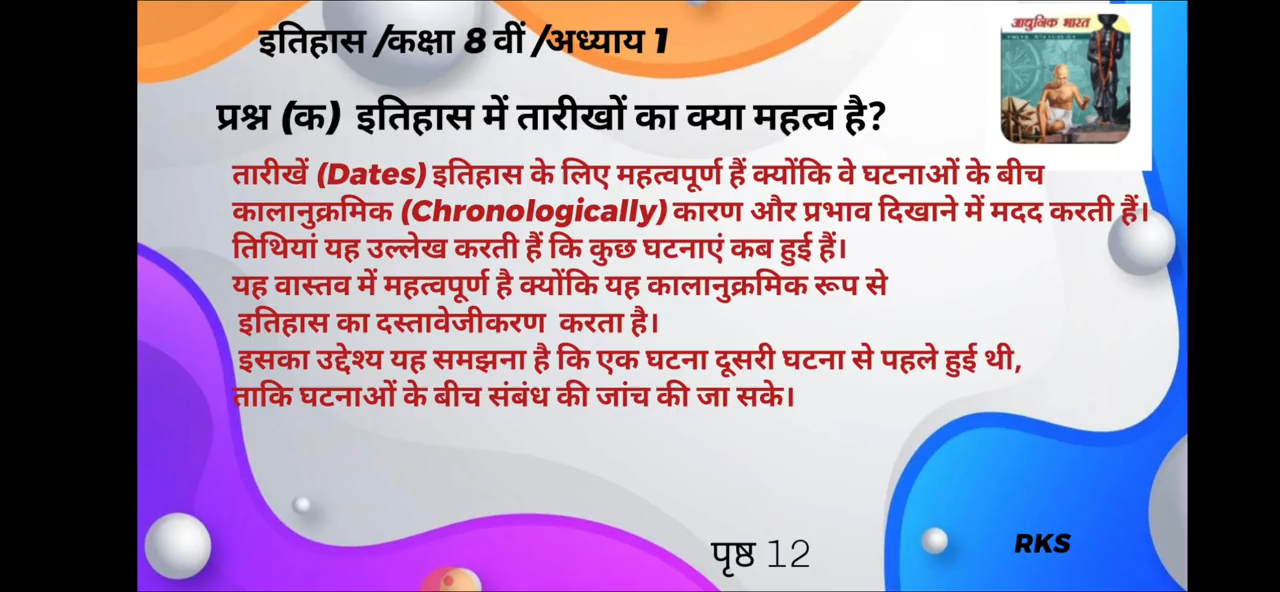 इतिहास /कक्षा 8 वीं /अध्याय 1
आधुनिक भारत
प्रश्न (क) इतिहास में तारीखों का क्या महत्व है?
तारीखें (Dates) इतिहास के लिए महत्वपूर्ण हैं क्योंकि वे घटनाओं के बीच
कालानुक्रमिक (Chronologically) कारण और प्रभाव दिखाने में मदद करती हैं।
तिथियां यह उल्लेख करती हैं कि कुछ घटनाएं कब हुई हैं।
यह वास्तव में महत्वपूर्ण है क्योंकि यह कालानुक्रमिक रूप से
इतिहास का दस्तावेजीकरण करता है।
इसका उद्देश्य यह समझना है कि एक घटना दूसरी घटना से पहले हुई थी,
ताकि घटनाओं के बीच संबंध की जांच की जा सके।
पृष्ठ 12
RKS